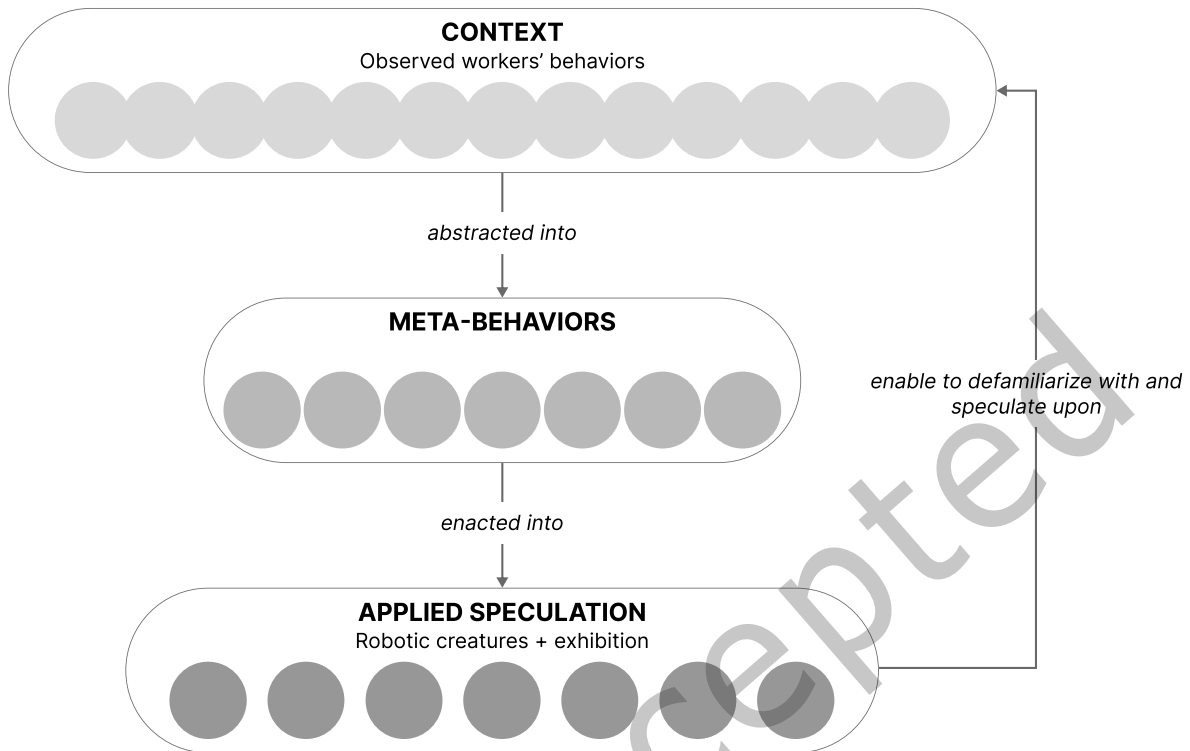 CONTEXT
Observed workers’ behaviors
abstracted into
META-BEHAVIORS
enable to defamiliarize with and
speculate upon
enacted into
APPLIED SPECULATION
Robotic creatures + exhibition
cepted